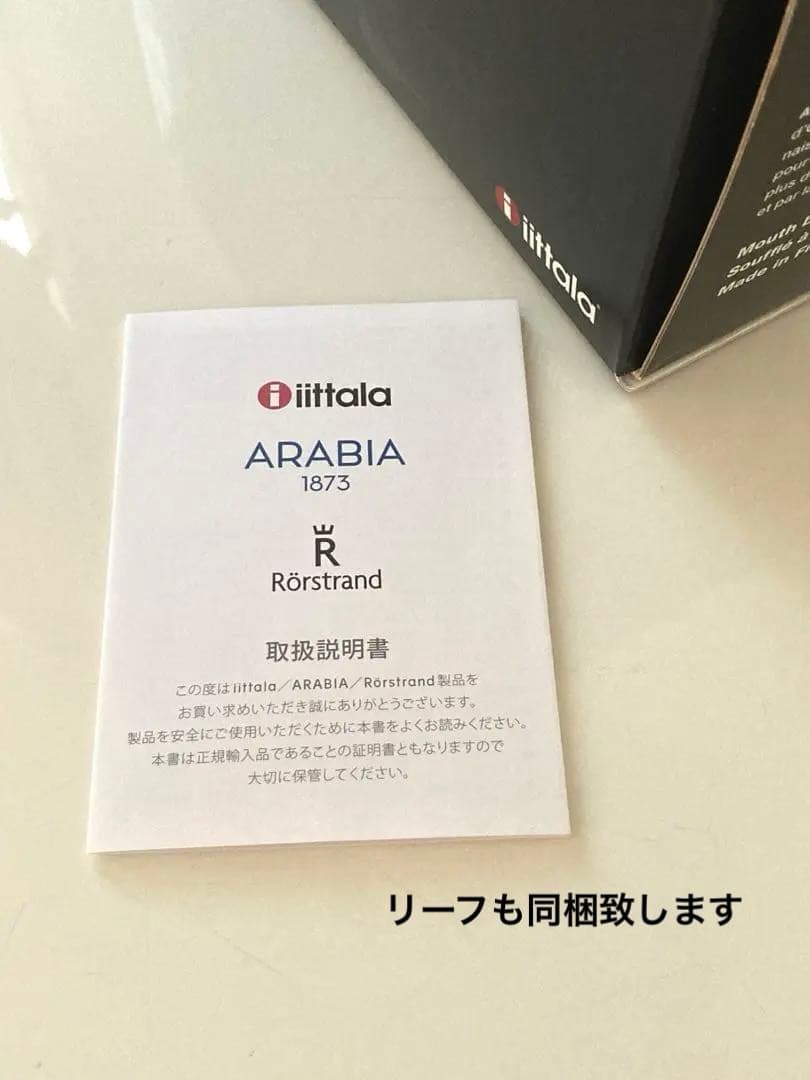 iittala
A
d'
nais
pour
plus d
et par l
Mouth
Soufflé à
Made in F
iittala
ARABIA
1873
R
Rörstrand
取扱説明書
この度はiittala／ARABIA／Rörstrand製品を
お買い求めいただき誠にありがとうございます。
製品を安全にご使用いただくために本書をよくお読みください。
本書は正規輸入品であることの証明書ともなりますので
大切に保管してください。
リーフも同梱致します